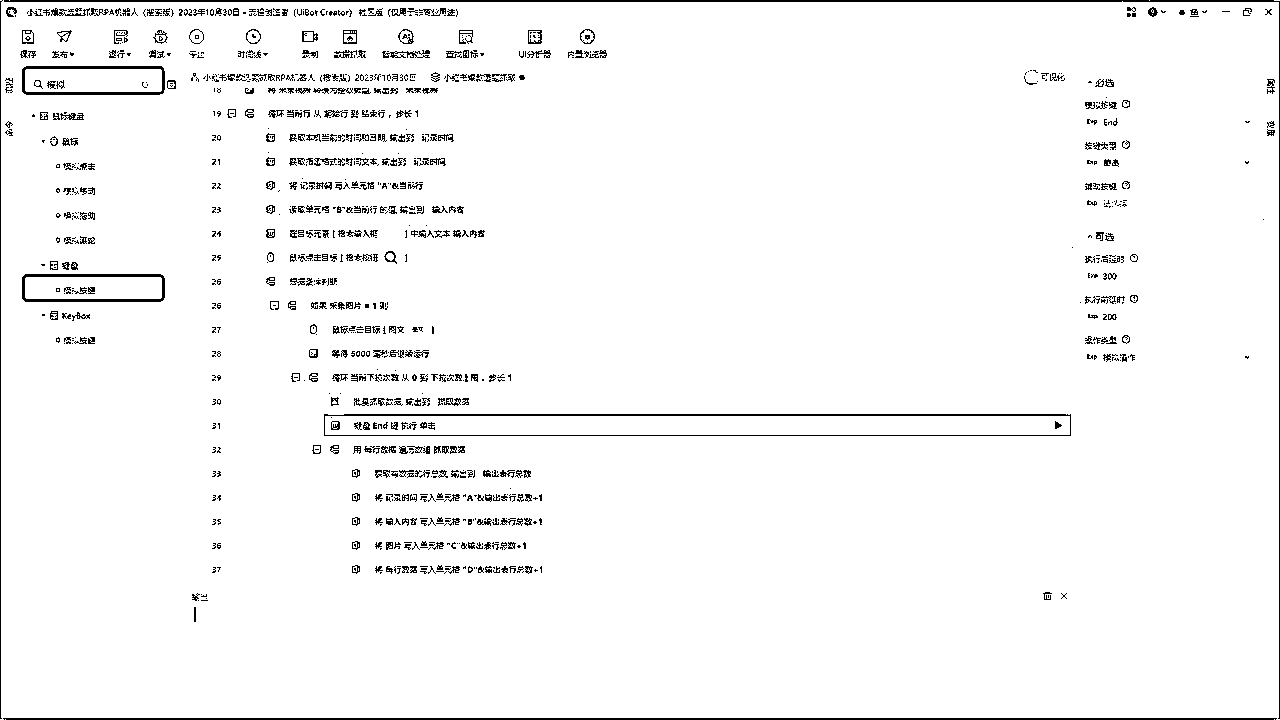 小红书爆款选题抓取RPA机器人（搜索版）2023年10月30日 - 流程创造者（UiBot Creator） 社区版（仅用于非商业用途）
保存 发布 运行 调试 停止 时间线 录制 数据抓取 智能文档处理 查找图标 UI分析器 内置浏览器
模拟
小红书爆款选题抓取RPA机器人（搜索版）2023年10月30日 小红书爆款选题抓取
可视化
鼠标键盘
鼠标
模拟点击
模拟移动
模拟拖动
模拟滚轮
键盘
模拟按键
KeyBox
模拟按键
18
19 循环 当前行 从 起始行 到 结束行，步长 1
20 获取本机当前的时间和日期, 输出到 记录时间
21 获取指定格式的时间文本, 输出到 记录时间
22 将 记录时间 写入单元格 "A"&当前行
23 读取单元格 "B"&当前行 的值, 输出到 输入内容
24 在目标元素 [ 搜索输入框 ] 中输入文本 输入内容
25 鼠标点击目标 [ 搜索按钮 ]
26 根据条件判断
26 如果 采集图片 = 1 则
27 鼠标点击目标 [ 图文 ]
28 等待 5000 毫秒后继续运行
29 循环 当前下拉次数 从 0 到 下拉次数上限，步长 1
30 批量抓取数据, 输出到 抓取数据
31 键盘 End 键 执行 单击
32 用 每行数据 遍历数组 抓取数据
33 获取有数据的行总数, 输出到 输出表行总数
34 将 记录时间 写入单元格 "A"&输出表行总数+1
35 将 输入内容 写入单元格 "B"&输出表行总数+1
36 将 图片 写入单元格 "C"&输出表行总数+1
37 将 每行数据 写入单元格 "D"&输出表行总数+1
输出
必选
模拟按键
Exp End
按键类型
Exp 单击
辅助按键
Exp 请选择
可选
执行后延时
Exp 300
执行前延时
Exp 200
操作类型
Exp 模拟操作
属性
变量